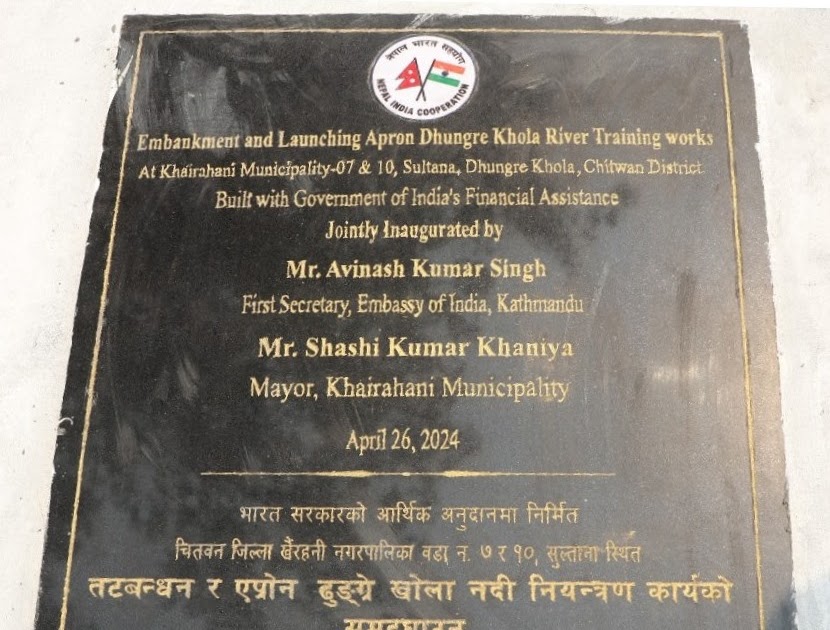 नेपाल भारत सहयोग
NEPAL INDIA COOPERATION
Embankment and Launching Apron Dhungre Khola River Training works
At Khairahani Municipality-07 & 10, Sultana, Dhungre Khola, Chitwan District.
Built with Government of India's Financial Assistance
Jointly Inaugurated by
Mr. Avinash Kumar Singh
First Secretary, Embassy of India, Kathmandu
Mr. Shashi Kumar Khaniya
Mayor, Khairahani Municipality
April 26, 2024
भारत सरकारको आर्थिक अनुदानमा निर्मित
चितवन जिल्ला खैंरहनी नगरपालिका वडा न. ७ र १०, सुल्ताना स्थित
तटबन्धन र एप्रोन ढुङ्ग्रे खोला नदी नियन्त्रण कार्यको